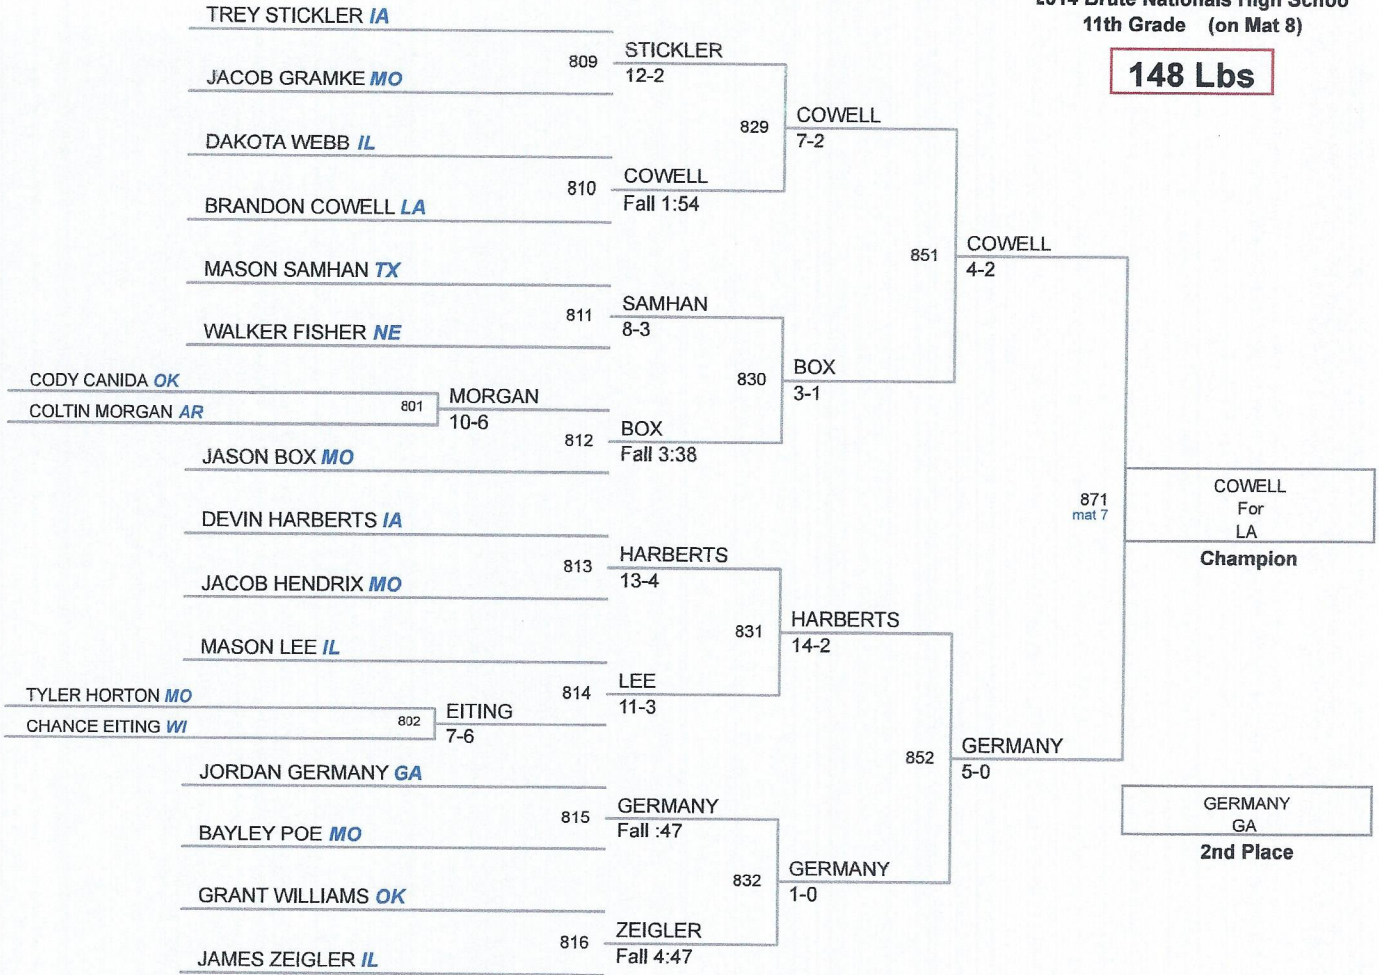 2014 Brute Nationals High School
11th Grade (on Mat 8)
148 Lbs
TREY STICKLER IA
809
STICKLER
12-2
JACOB GRAMKE MO
829
COWELL
7-2
DAKOTA WEBB IL
810
COWELL
Fall 1:54
BRANDON COWELL LA
851
COWELL
4-2
MASON SAMHAN TX
811
SAMHAN
8-3
WALKER FISHER NE
830
BOX
3-1
CODY CANIDA OK
COLTIN MORGAN AR
801
MORGAN
10-6
812
BOX
Fall 3:38
JASON BOX MO
871
mat 7
COWELL
For
LA
Champion
DEVIN HARBERTS IA
813
HARBERTS
13-4
JACOB HENDRIX MO
831
HARBERTS
14-2
MASON LEE IL
814
LEE
11-3
TYLER HORTON MO
CHANCE EITING WI
802
EITING
7-6
852
GERMANY
5-0
JORDAN GERMANY GA
815
GERMANY
Fall :47
BAYLEY POE MO
832
GERMANY
1-0
GRANT WILLIAMS OK
816
ZEIGLER
Fall 4:47
JAMES ZEIGLER IL
GERMANY
GA
2nd Place